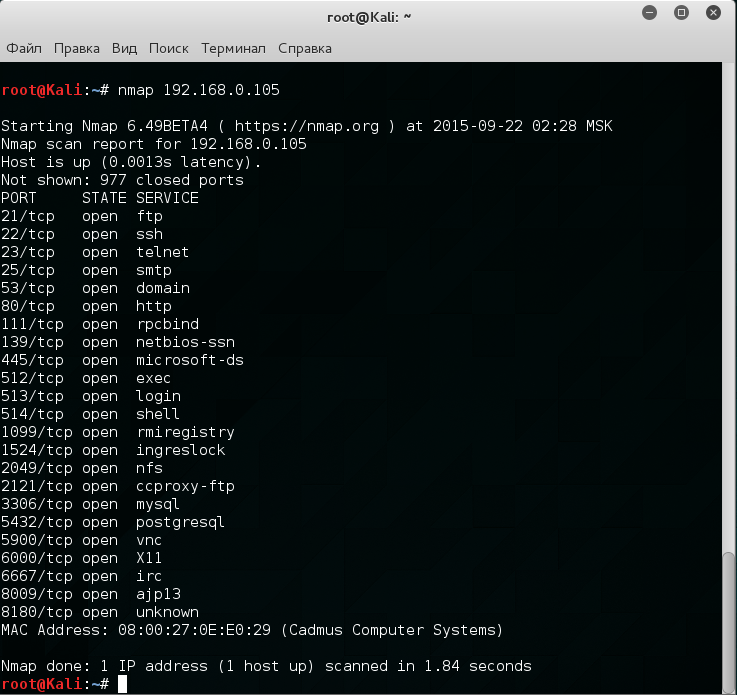 root@Kali: ~
Файл Правка Вид Поиск Терминал Справка
root@Kali:~# nmap 192.168.0.105
Starting Nmap 6.49BETA4 ( https://nmap.org ) at 2015-09-22 02:28 MSK
Nmap scan report for 192.168.0.105
Host is up (0.0013s latency).
Not shown: 977 closed ports
PORT     STATE SERVICE
21/tcp   open  ftp
22/tcp   open  ssh
23/tcp   open  telnet
25/tcp   open  smtp
53/tcp   open  domain
80/tcp   open  http
111/tcp  open  rpcbind
139/tcp  open  netbios-ssn
445/tcp  open  microsoft-ds
512/tcp  open  exec
513/tcp  open  login
514/tcp  open  shell
1099/tcp open  rmiregistry
1524/tcp open  ingreslock
2049/tcp open  nfs
2121/tcp open  ccproxy-ftp
3306/tcp open  mysql
5432/tcp open  postgresql
5900/tcp open  vnc
6000/tcp open  X11
6667/tcp open  irc
8009/tcp open  ajp13
8180/tcp open  unknown
MAC Address: 08:00:27:0E:E0:29 (Cadmus Computer Systems)
Nmap done: 1 IP address (1 host up) scanned in 1.84 seconds
root@Kali:~#